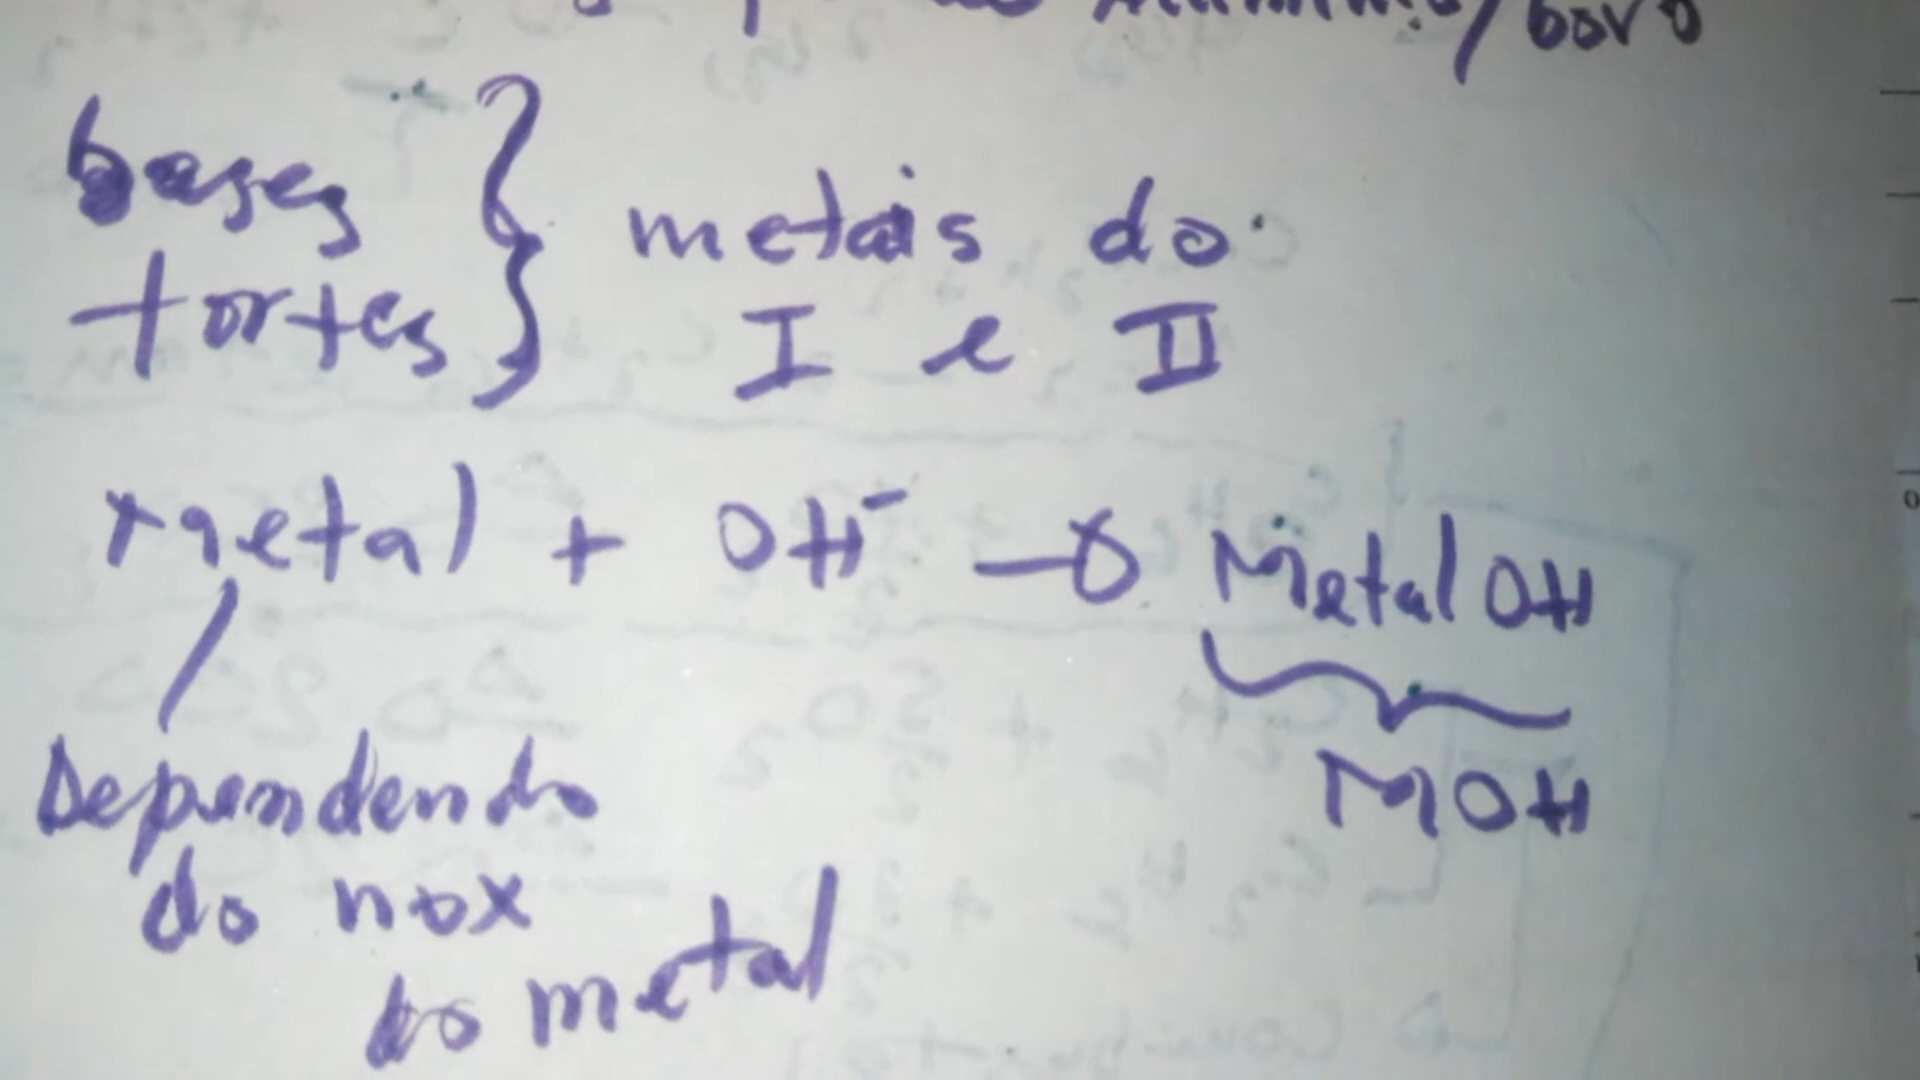 /boro
bases } metais do
fortes I e II
metal + OH⁻ → Metal OH
MOH
Dependendo
do nox
do metal